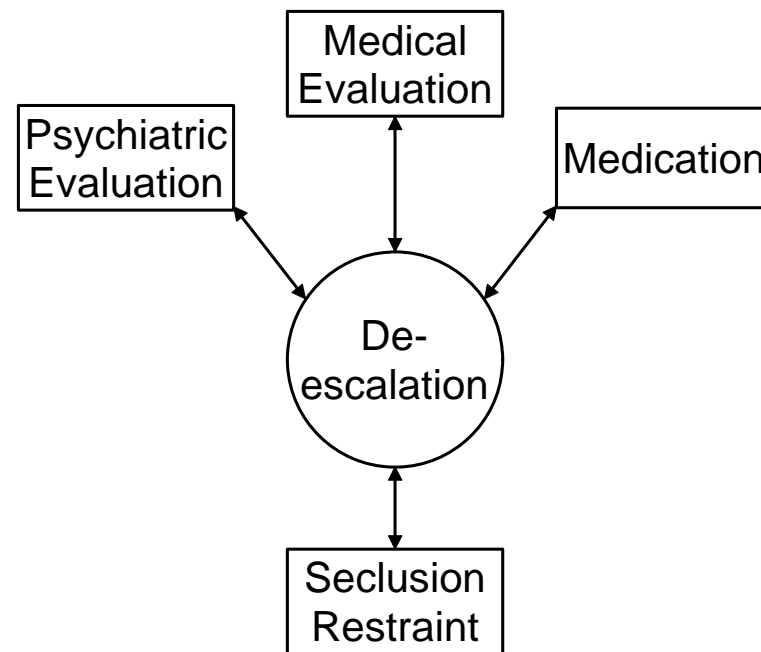 Medical
Evaluation
Psychiatric
Evaluation
Medication
De-
escalation
Seclusion
Restraint